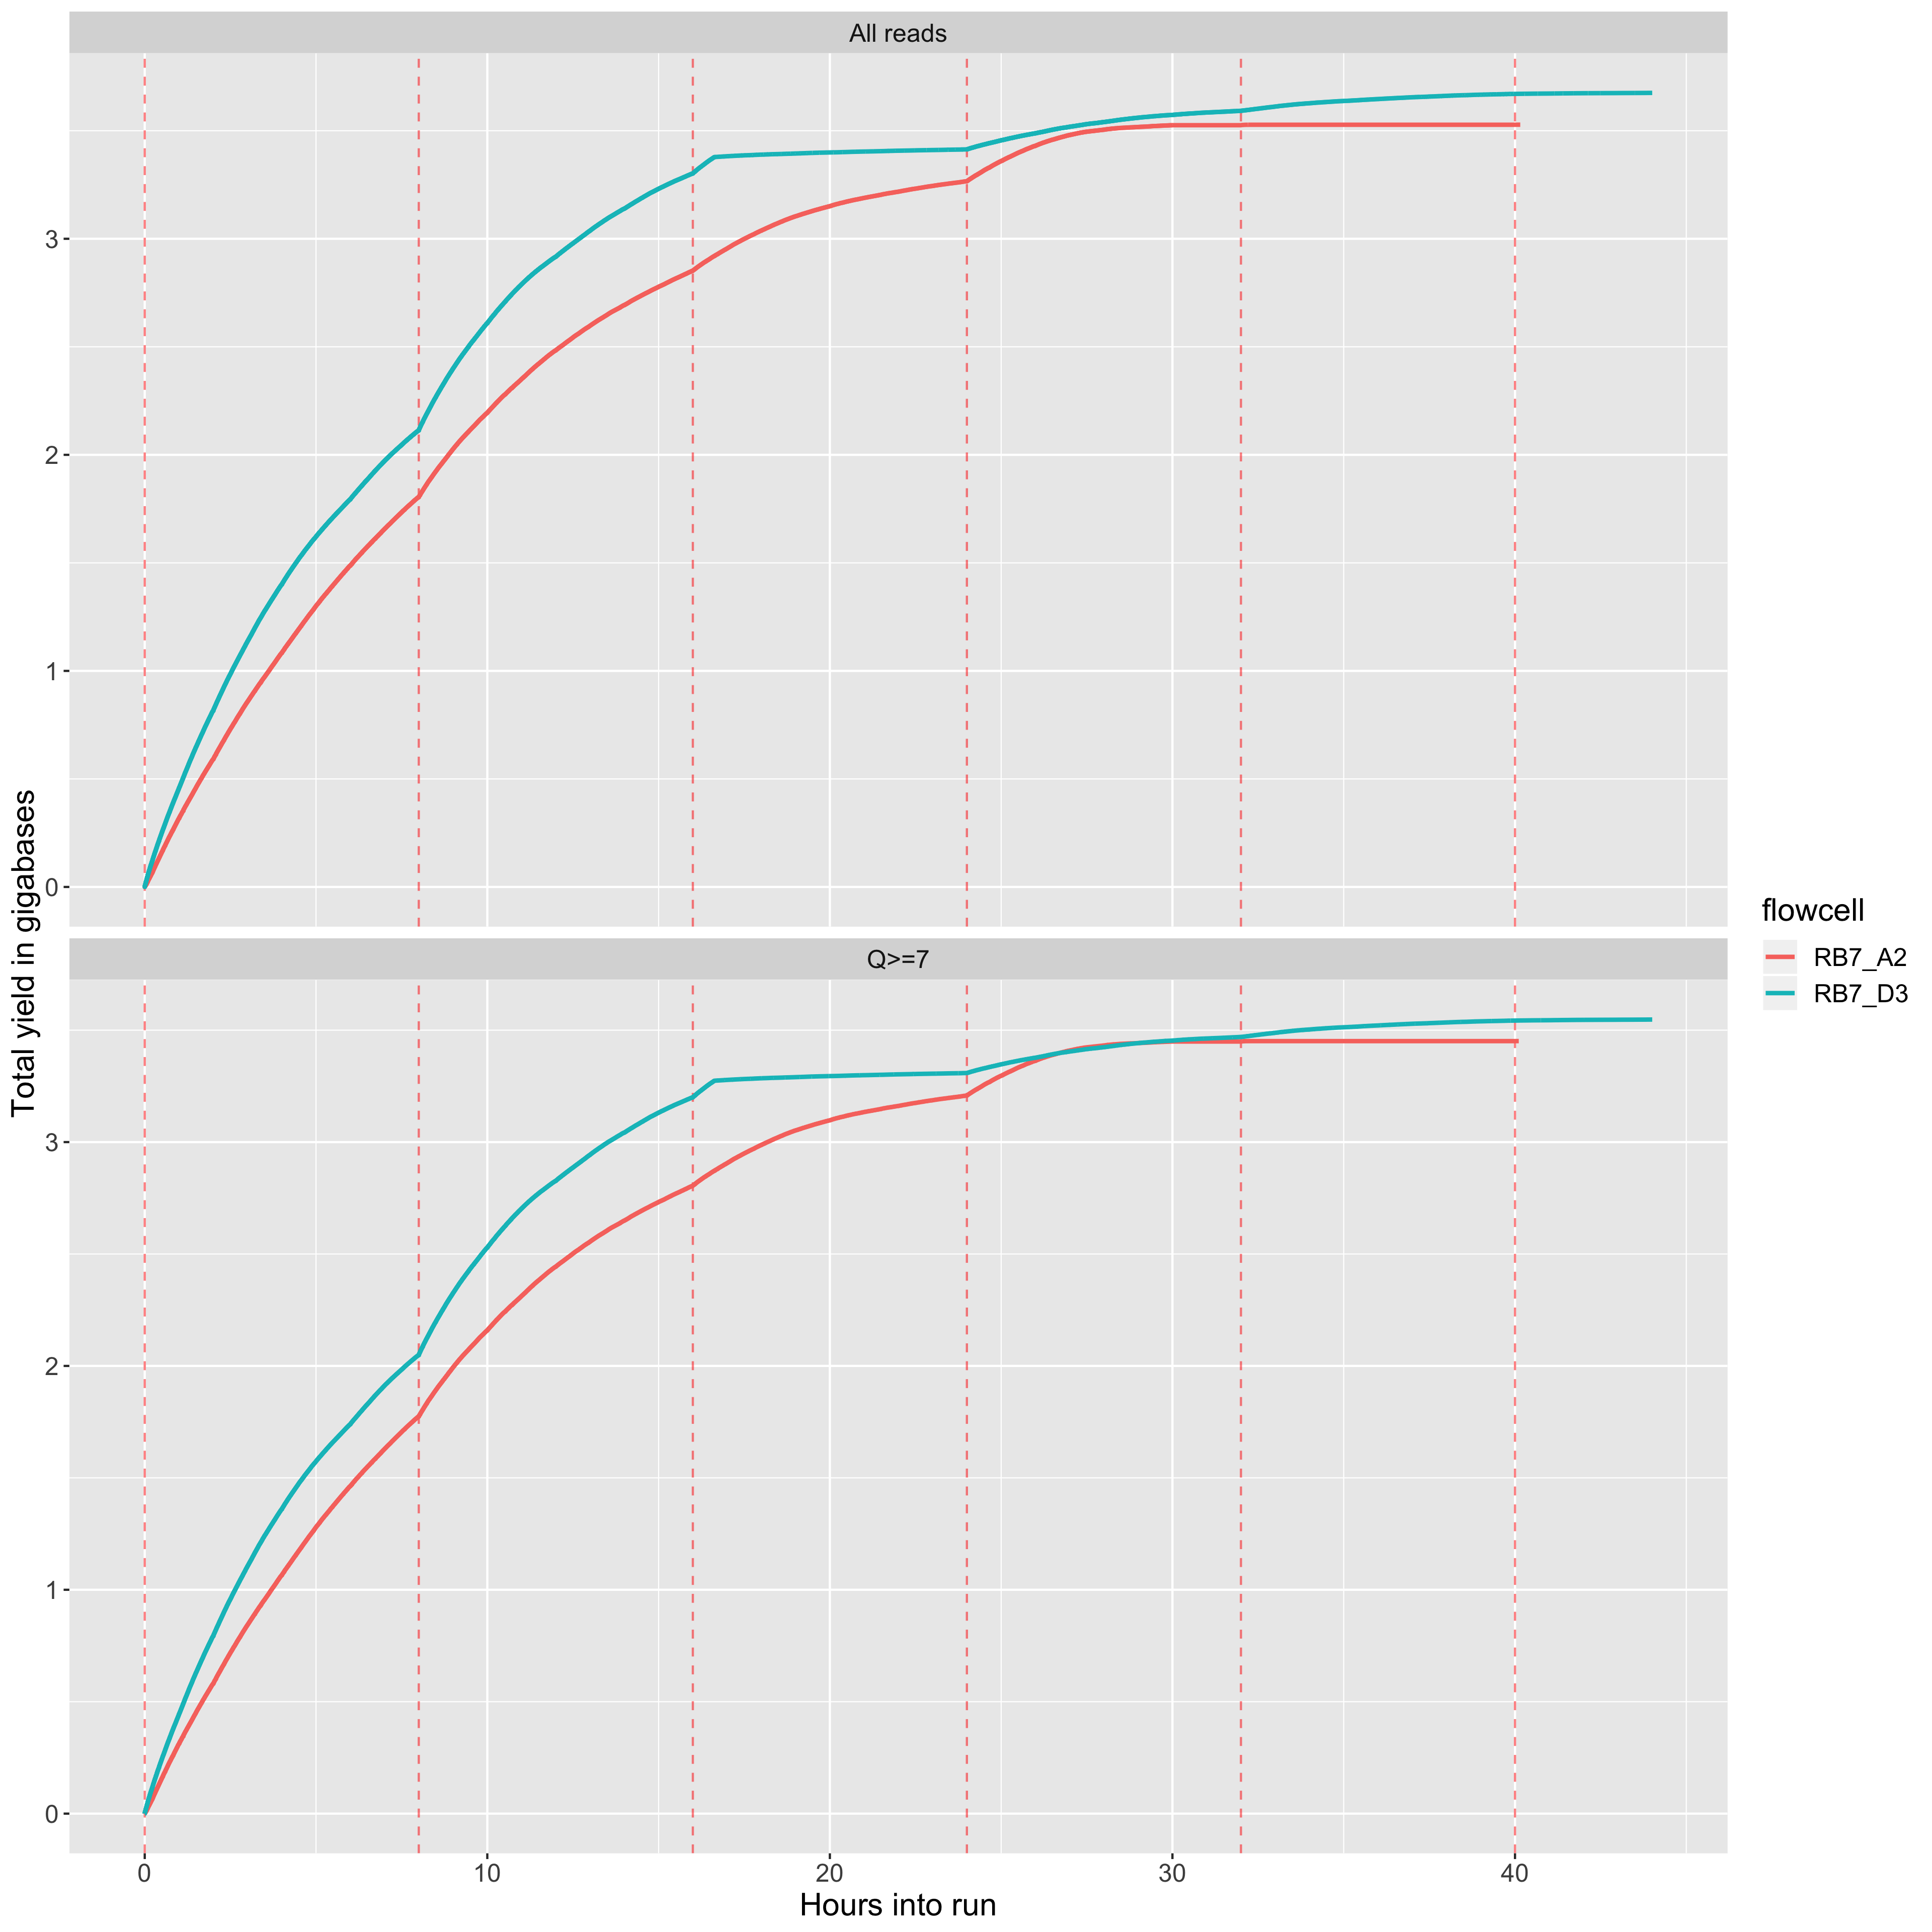 All reads
3
2
1
0
Total yield in gigabases
Q>=7
3
2
1
0
0 10 20 30 40
Hours into run
flowcell
RB7_A2
RB7_D3